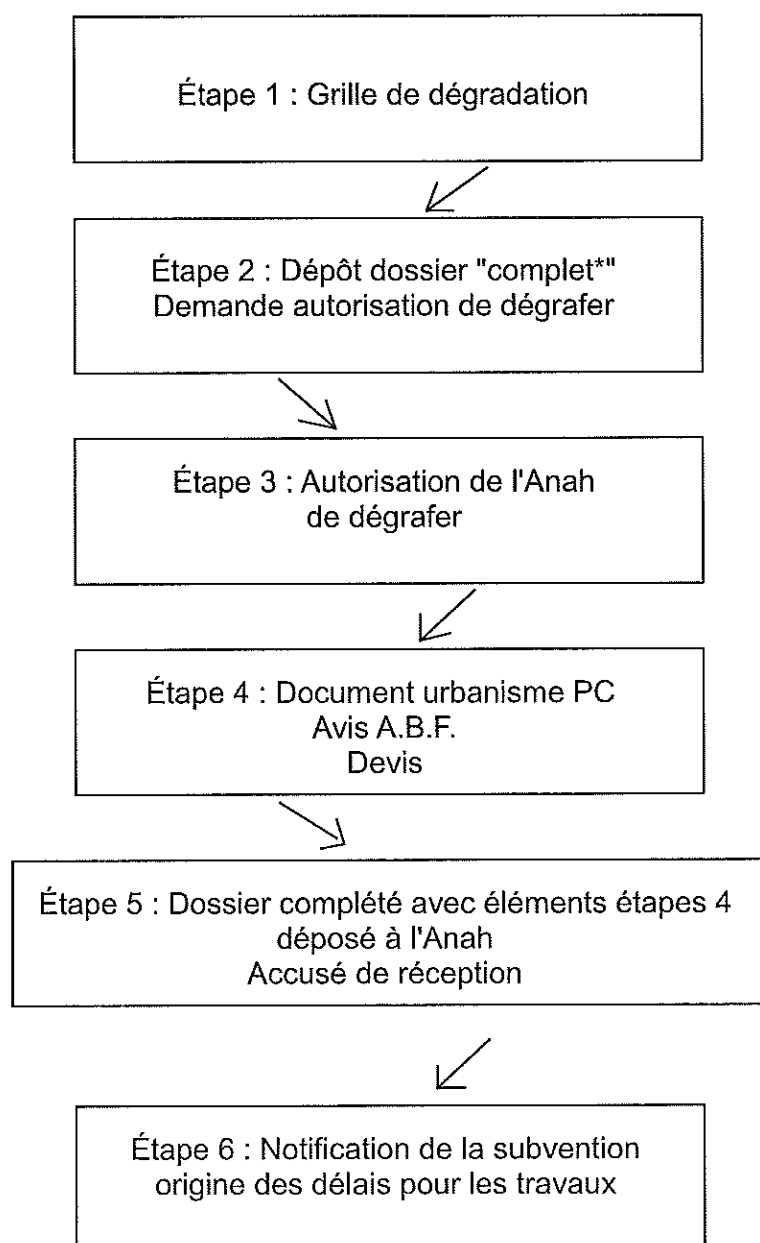 Étape 1 : Grille de dégradation
Étape 2 : Dépôt dossier "complet*"
Demande autorisation de dégrafer
Étape 3 : Autorisation de l'Anah
de dégrafer
Étape 4 : Document urbanisme PC
Avis A.B.F.
Devis
Étape 5 : Dossier complété avec éléments étapes 4
déposé à l'Anah
Accusé de réception
Étape 6 : Notification de la subvention
origine des délais pour les travaux